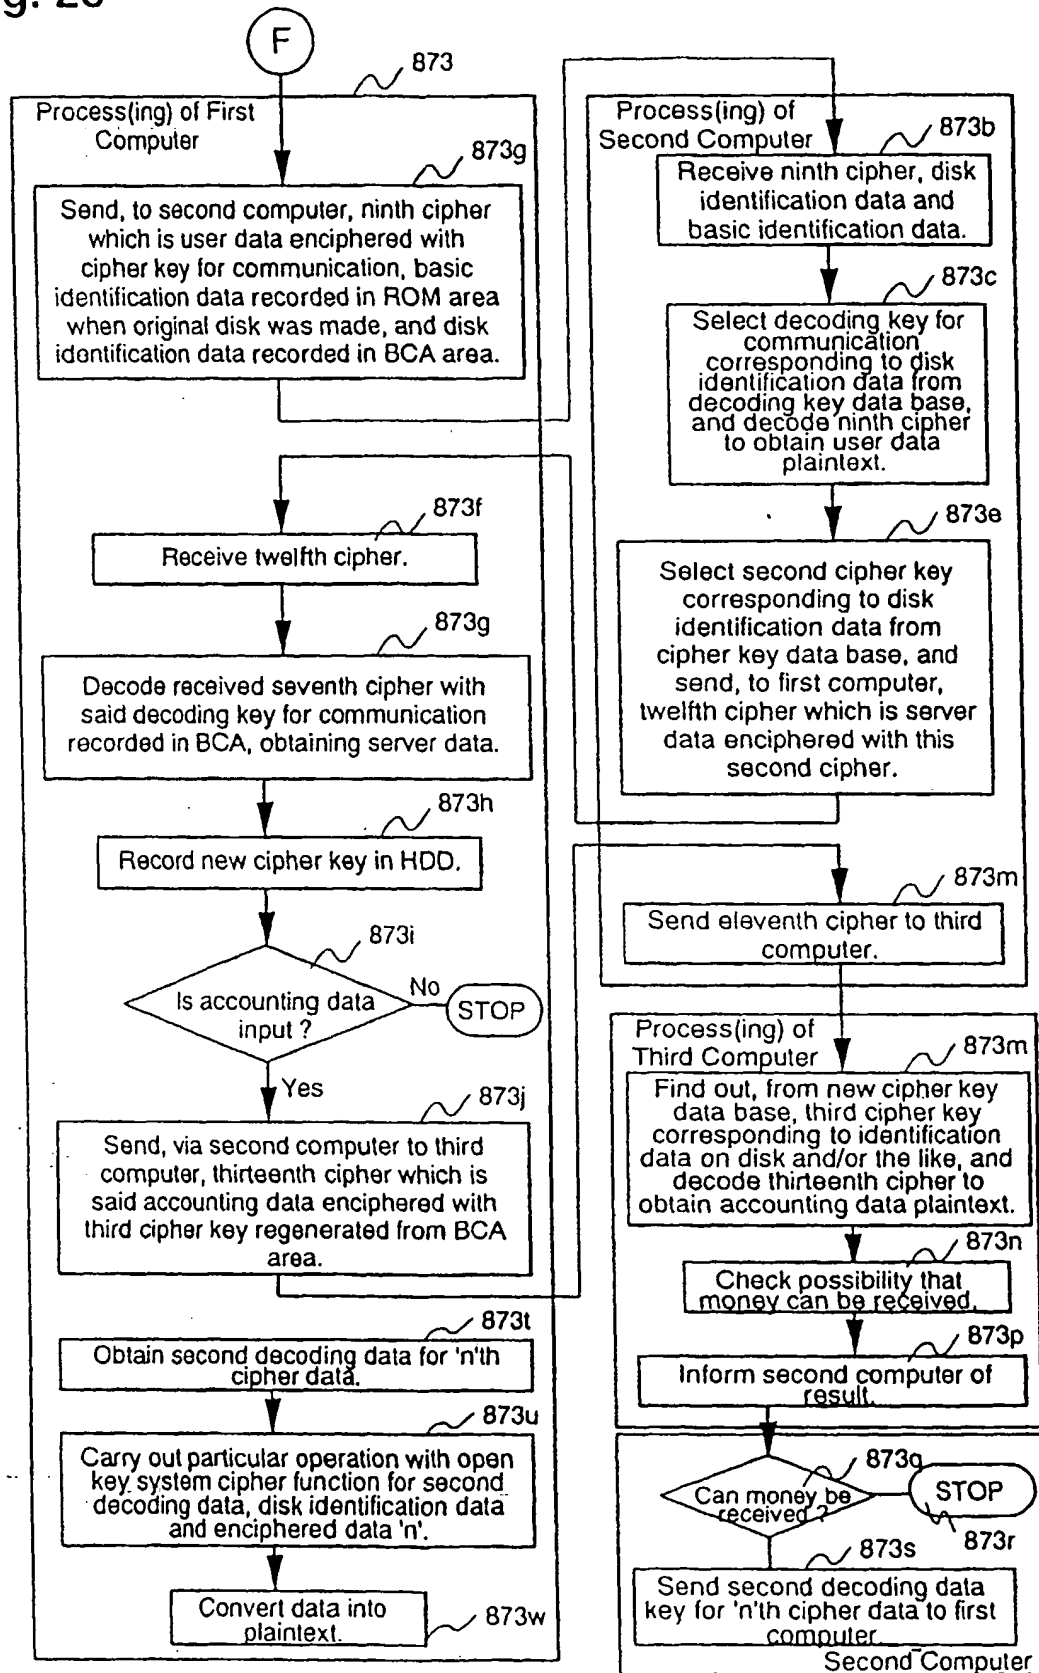 F
873
Process(ing) of First
Computer
873g
Send, to second computer, ninth cipher
which is user data enciphered with
cipher key for communication, basic
identification data recorded in ROM area
when original disk was made, and disk
identification data recorded in BCA area.
873f
Receive twelfth cipher.
873g
Decode received seventh cipher with
said decoding key for communication
recorded in BCA, obtaining server data.
873h
Record new cipher key in HDD.
873i
Is accounting data
input ?
No
STOP
Yes
873j
Send, via second computer to third
computer, thirteenth cipher which is
said accounting data enciphered with
third cipher key regenerated from BCA
area.
873t
Obtain second decoding data for 'n'th
cipher data.
873u
Carry out particular operation with open
key system cipher function for second
decoding data, disk identification data
and enciphered data 'n'.
Convert data into
plaintext.
873w
Process(ing) of
Second Computer
873b
Receive ninth cipher, disk
identification data and
basic identification data.
873c
Select decoding key for
communication
corresponding to disk
identification data from
decoding key data base,
and decode ninth cipher
to obtain user data
plaintext.
873e
Select second cipher key
corresponding to disk
identification data from
cipher key data base, and
send, to first computer,
twelfth cipher which is server
data enciphered with this
second cipher.
873m
Send eleventh cipher to third
computer.
Process(ing) of
Third Computer
873m
Find out, from new cipher key
data base, third cipher key
corresponding to identification
data on disk and/or the like, and
decode thirteenth cipher to
obtain accounting data plaintext.
873n
Check possibility that
money can be received.
873p
Inform second computer of
result.
873q
Can money be
received ?
STOP
873r
873s
Send second decoding data
key for 'n'th cipher data to first
computer.
Second Computer